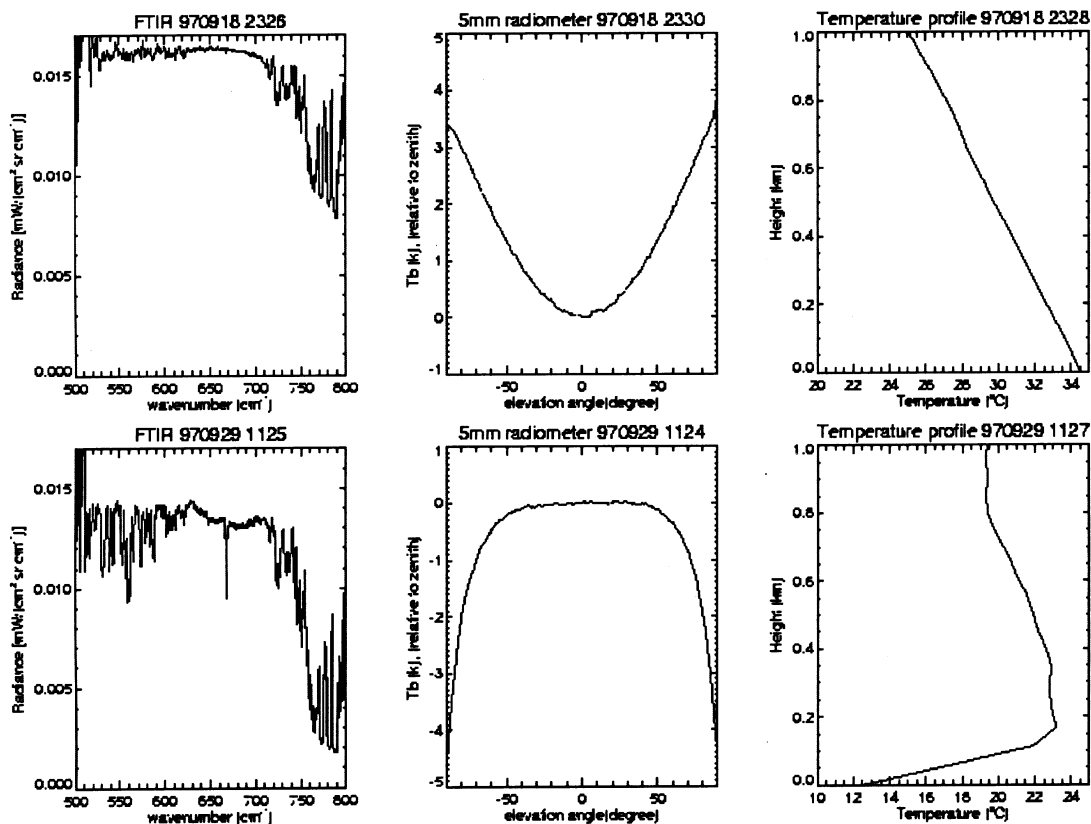 FTIR 970918 2326
Radiance [mW/(cm² sr cm⁻¹)]
0.015
0.010
0.005
0.000
500 550 600 650 700 750 800
wavenumber [cm⁻¹]
5mm radiometer 970918 2330
Tb [k], (relative to zenith)
5
4
3
2
1
0
-1
-50 0 50
elevation angle(degree)
Temperature profile 970918 2328
Height [km]
1.0
0.8
0.6
0.4
0.2
0.0
20 22 24 26 28 30 32 34
Temperature [°C]
FTIR 970929 1125
Radiance [mW/(cm² sr cm⁻¹)]
0.015
0.010
0.005
0.000
500 550 600 650 700 750 800
wavenumber [cm⁻¹]
5mm radiometer 970929 1124
Tb [k], (relative to zenith)
1
0
-1
-2
-3
-4
-5
-50 0 50
elevation angle(degree)
Temperature profile 970929 1127
Height [km]
1.0
0.8
0.6
0.4
0.2
0.0
10 12 14 16 18 20 22 24
Temperature [°C]